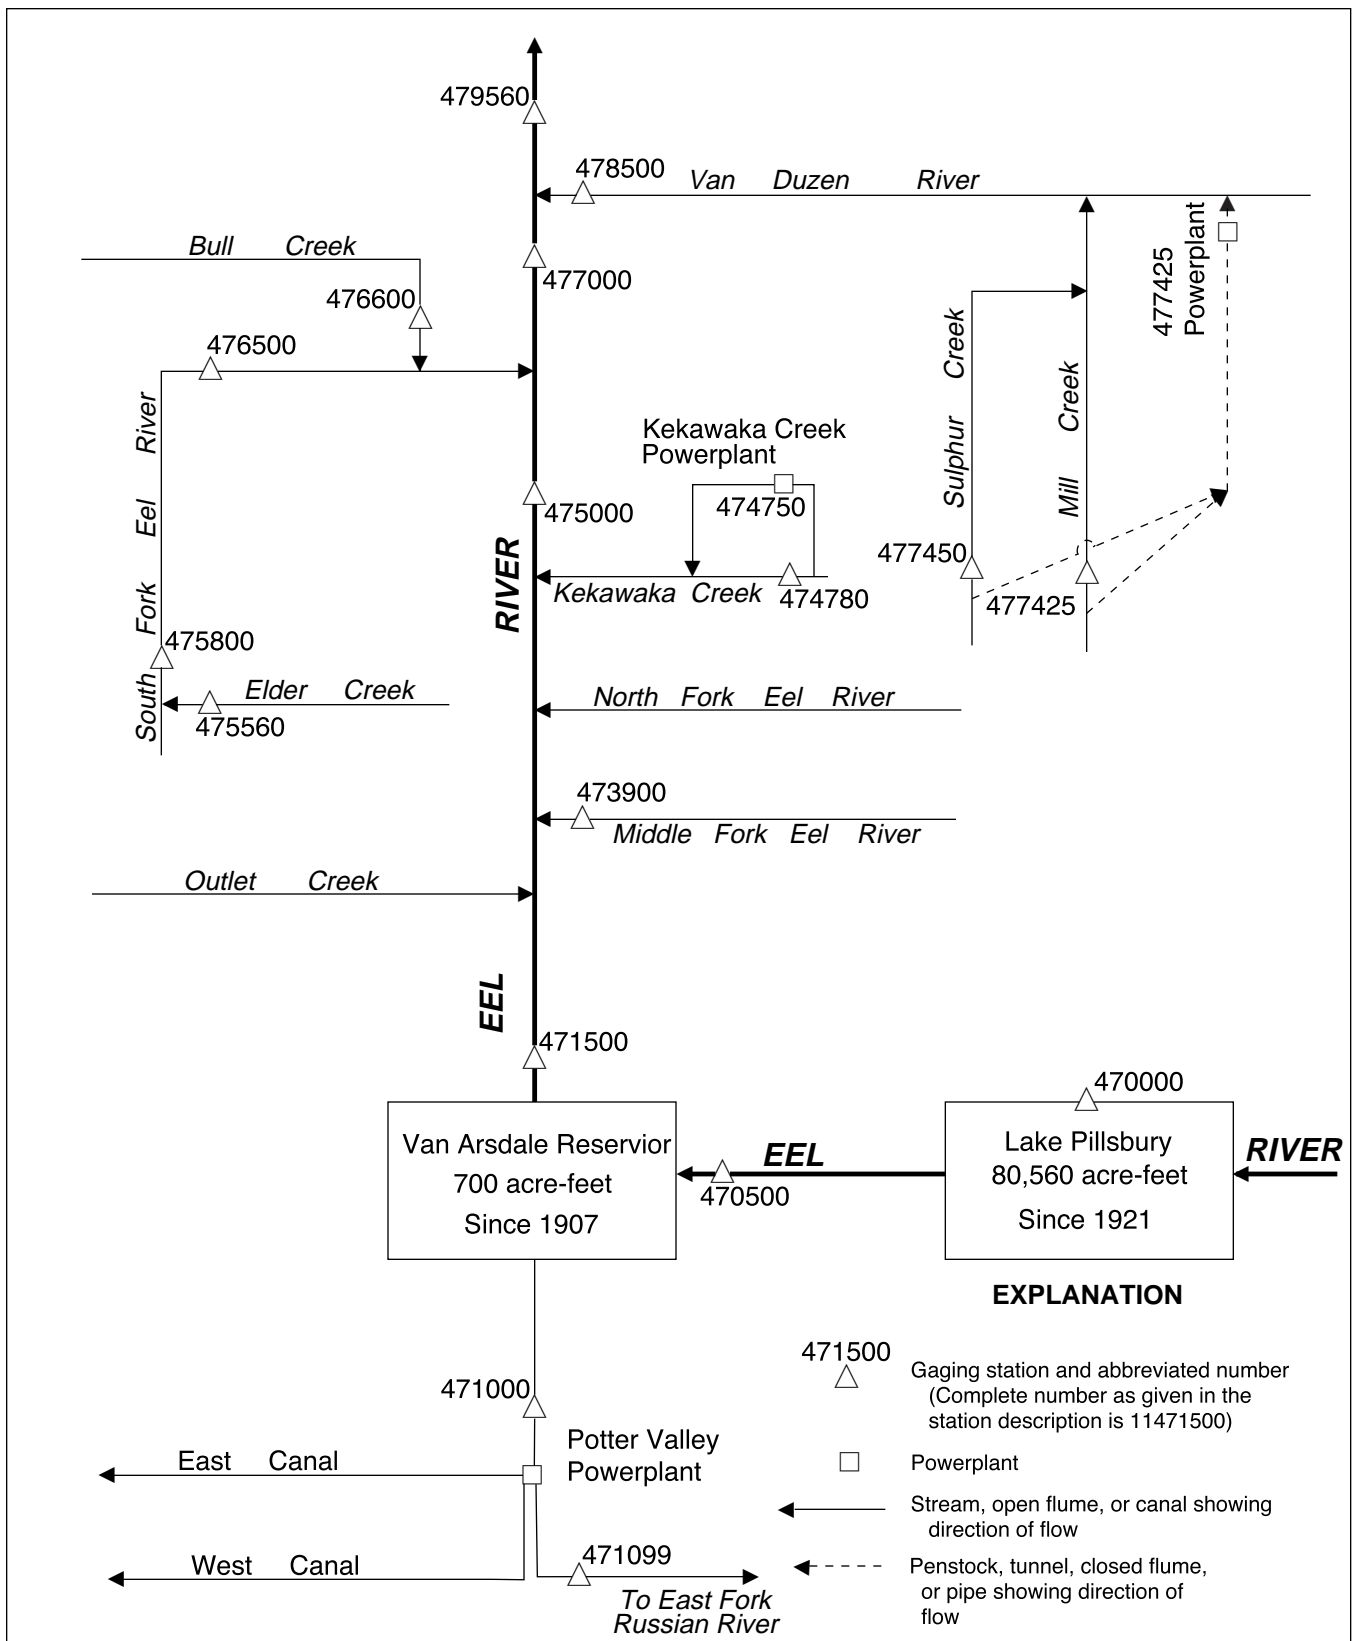 479560
478500
Van Duzen River
Bull Creek
477000
476600
476500
477425
Powerplant
Sulphur Creek
Mill Creek
South Fork Eel River
Kekawaka Creek
Powerplant
474750
475000
RIVER
477450
Kekawaka Creek
474780
477425
475800
Elder Creek
475560
North Fork Eel River
473900
Middle Fork Eel River
Outlet Creek
EEL
471500
470000
Van Arsdale Reservior
700 acre-feet
Since 1907
EEL
470500
Lake Pillsbury
80,560 acre-feet
Since 1921
RIVER
EXPLANATION
471500
Gaging station and abbreviated number
(Complete number as given in the
station description is 11471500)
471000
Potter Valley
Powerplant
East Canal
Powerplant
Stream, open flume, or canal showing
direction of flow
West Canal
471099
To East Fork
Russian River
Penstock, tunnel, closed flume,
or pipe showing direction of
flow